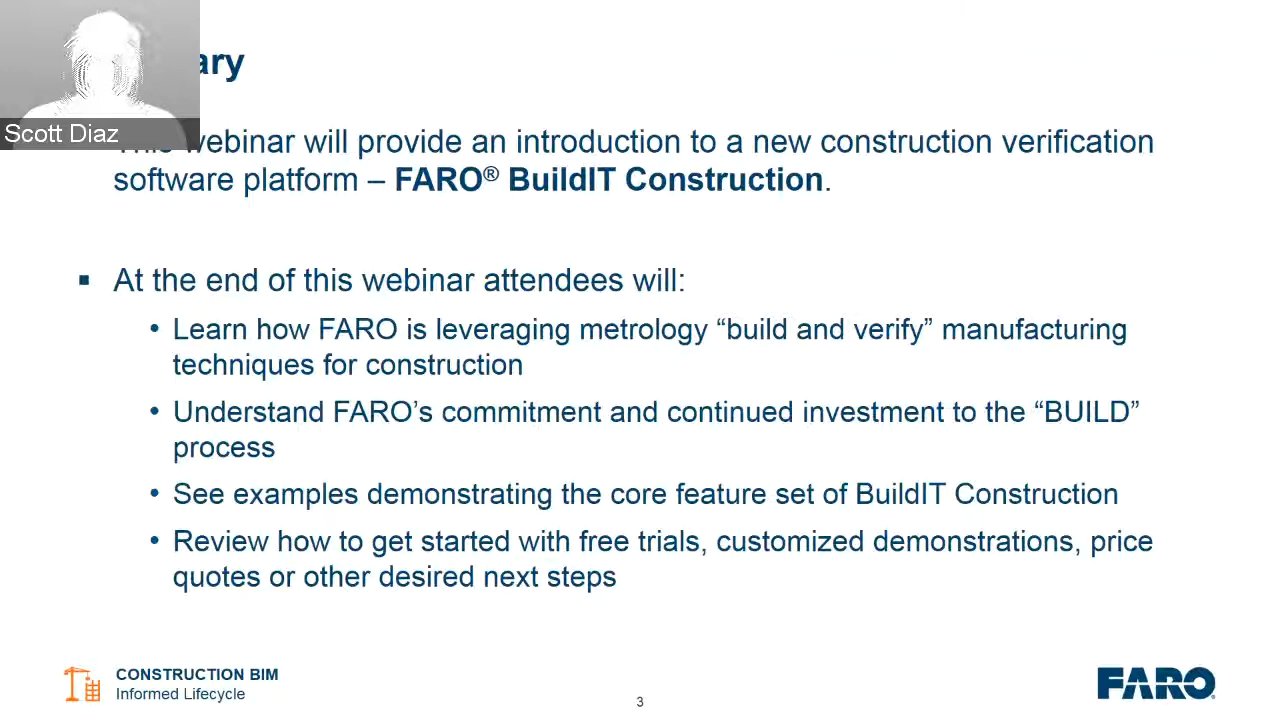 ary
Scott Diaz
webinar will provide an introduction to a new construction verification
software platform – FARO® BuildIT Construction.
▪ At the end of this webinar attendees will:
• Learn how FARO is leveraging metrology “build and verify” manufacturing
techniques for construction
• Understand FARO’s commitment and continued investment to the “BUILD”
process
• See examples demonstrating the core feature set of BuildIT Construction
• Review how to get started with free trials, customized demonstrations, price
quotes or other desired next steps
CONSTRUCTION BIM
Informed Lifecycle
3
FARO